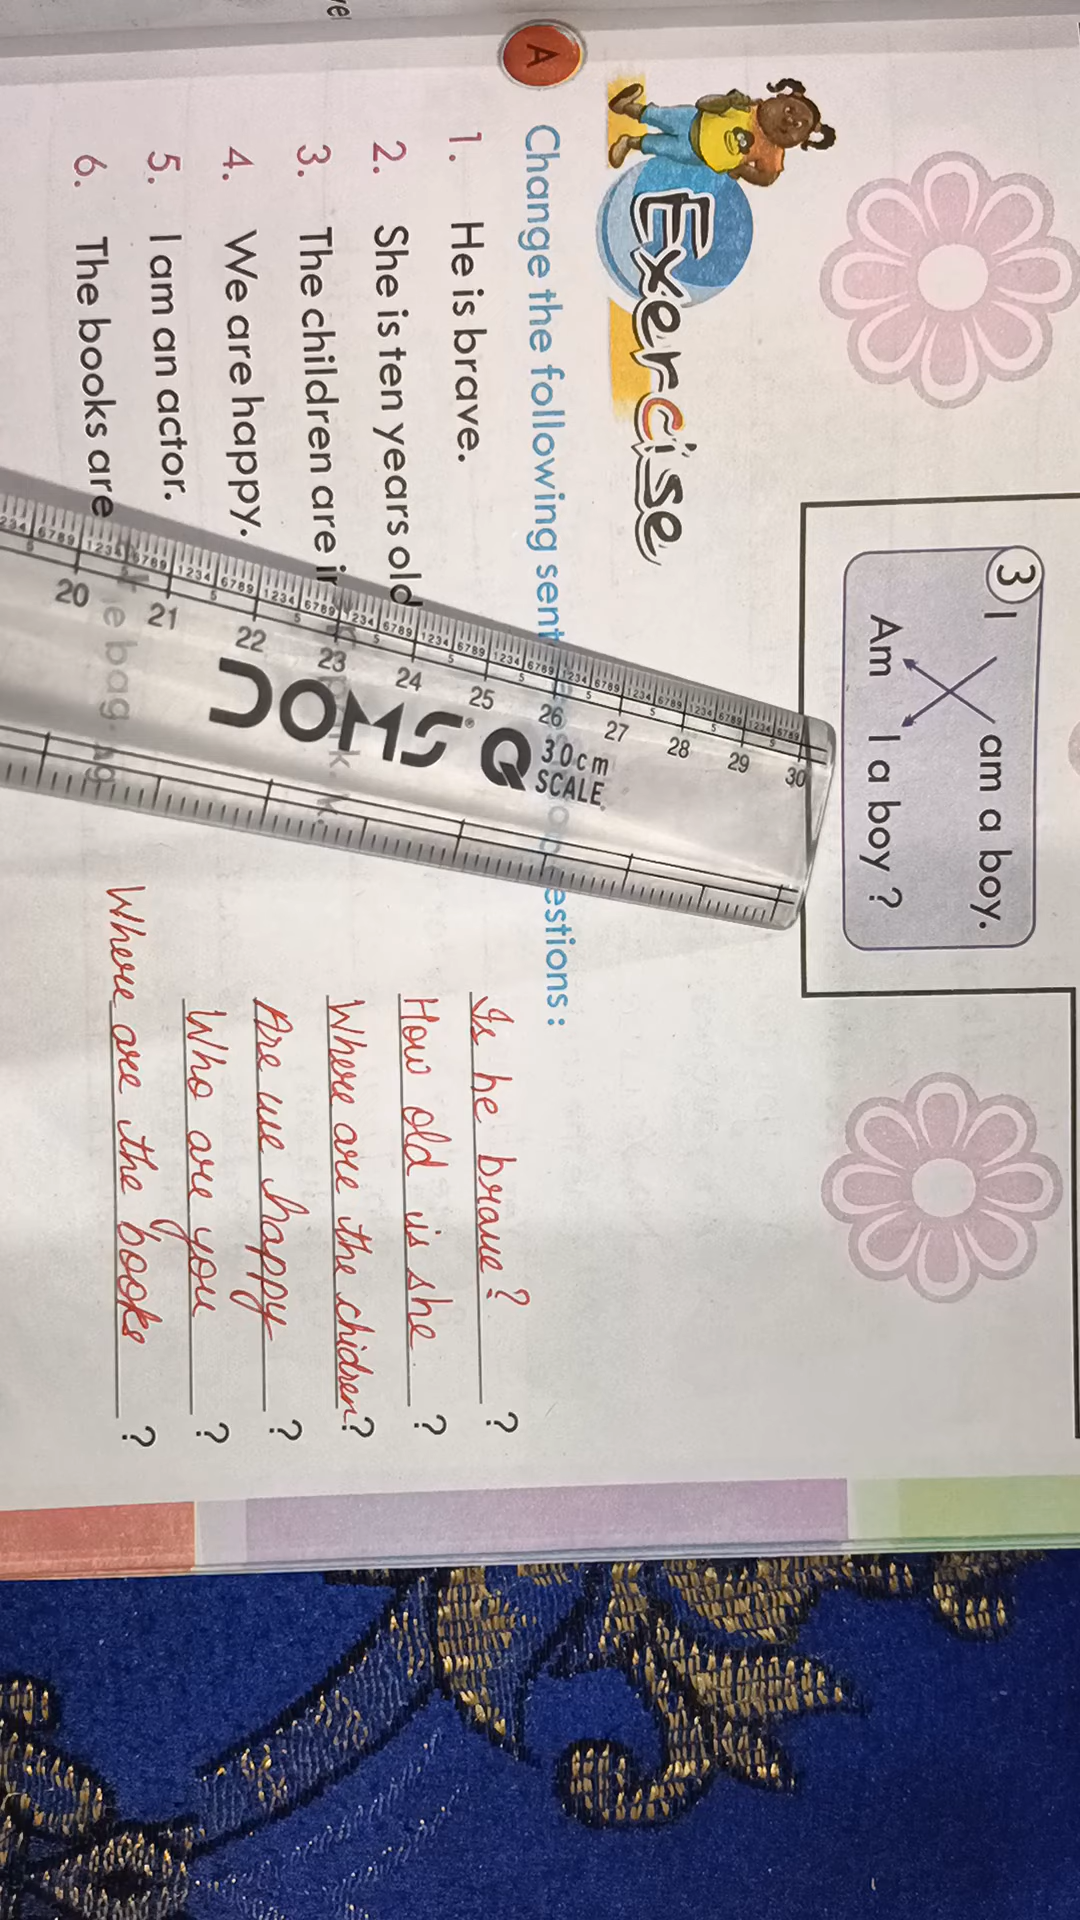 3 I am a boy.
Am I a boy ?
Exercise
A Change the following sent estions :
1. He is brave. Is he brave? ?
2. She is ten years old How old is she ?
3. The children are in Where are the chidren ?
4. We are happy. Are we happy ?
5. I am an actor. Who are you ?
6. The books are Where are the books ?
DOMS Q 30cm
SCALE
20 21 22 23 24 25 26 27 28 29 30